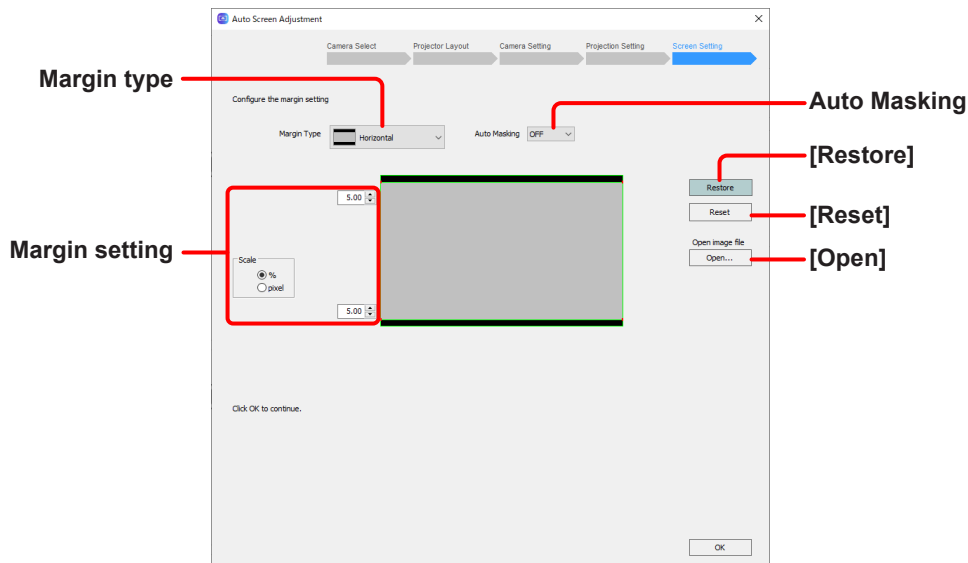 Auto Screen Adjustment
Camera Select Projector Layout Camera Setting Projection Setting Screen Setting
Margin type
Configure the margin setting
Auto Masking
Margin Type Horizontal Auto Masking OFF
[Restore]
Restore
5.00
Reset
[Reset]
Margin setting
Open image file
Scale
Open...
[Open]
%
pixel
5.00
Click OK to continue.
OK